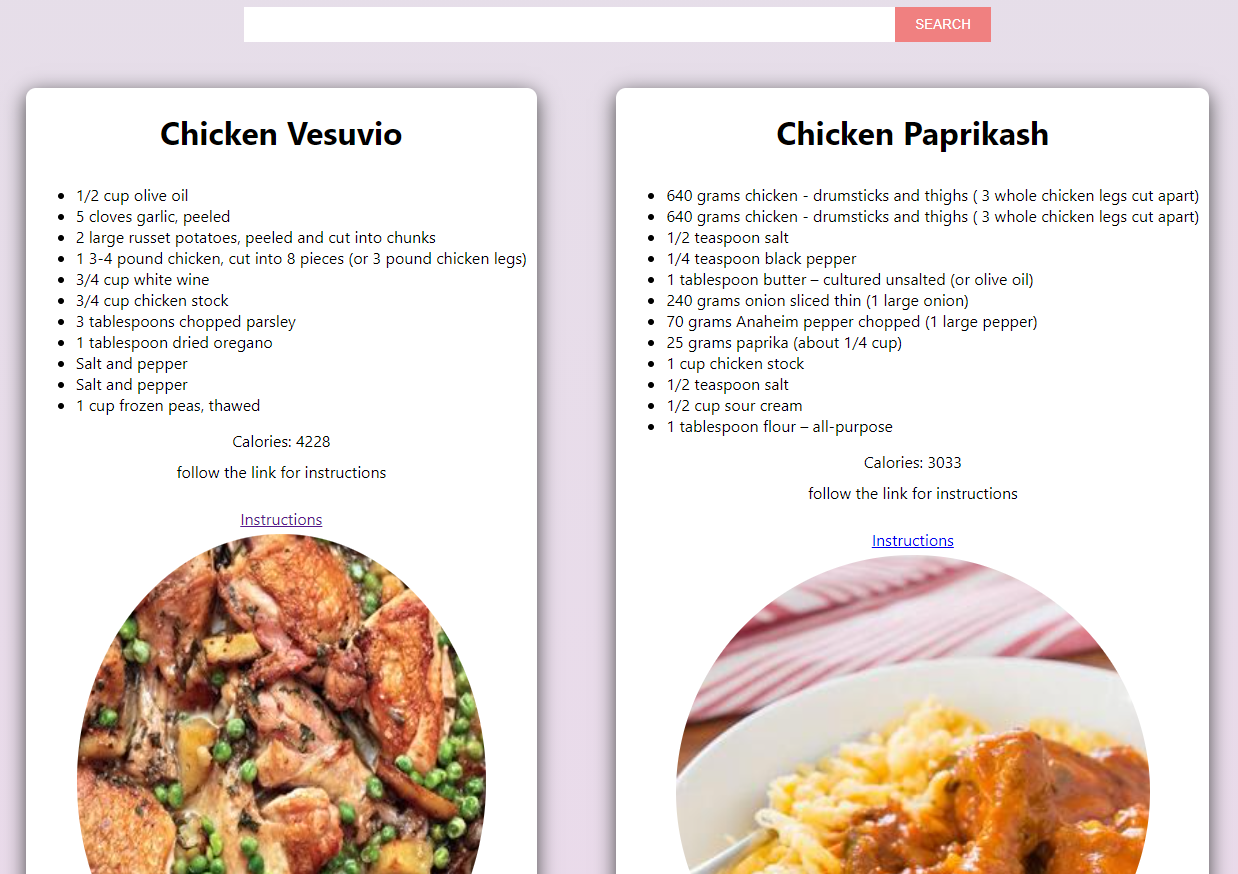 SEARCH
Chicken Vesuvio
1/2 cup olive oil
5 cloves garlic, peeled
2 large russet potatoes, peeled and cut into chunks
1 3-4 pound chicken, cut into 8 pieces (or 3 pound chicken legs)
3/4 cup white wine
3/4 cup chicken stock
3 tablespoons chopped parsley
1 tablespoon dried oregano
Salt and pepper
Salt and pepper
1 cup frozen peas, thawed
Calories: 4228
follow the link for instructions
Instructions
Chicken Paprikash
640 grams chicken - drumsticks and thighs ( 3 whole chicken legs cut apart)
640 grams chicken - drumsticks and thighs ( 3 whole chicken legs cut apart)
1/2 teaspoon salt
1/4 teaspoon black pepper
1 tablespoon butter – cultured unsalted (or olive oil)
240 grams onion sliced thin (1 large onion)
70 grams Anaheim pepper chopped (1 large pepper)
25 grams paprika (about 1/4 cup)
1 cup chicken stock
1/2 teaspoon salt
1/2 cup sour cream
1 tablespoon flour – all-purpose
Calories: 3033
follow the link for instructions
Instructions